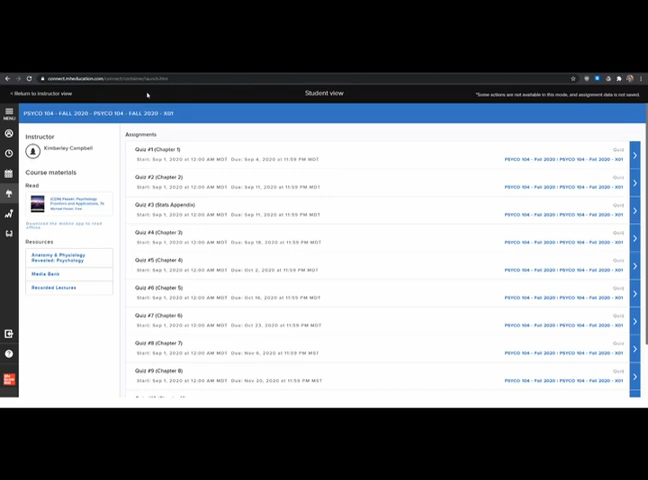 connect.mheducation.com/connect/container/launch.htm
< Return to instructor view
Student view
*Some actions are not available in this mode, and assignment data is not saved.
MENU
PSYCO 104 - FALL 2020 - PSYCO 104 - FALL 2020 - X01
Instructor
Kimberley Campbell
Course materials
Read
Frontiers and Applications, 7e
Download the mobile app to read
offline
Resources
Anatomy & Physiology
Revealed: Psychology
Media Bank
Recorded Lectures
Assignments
Quiz #1 (Chapter 1)
Quiz
Start: Sep 1, 2020 at 12:00 AM MDT Due: Sep 4, 2020 at 11:59 PM MDT
PSYCO 104 - Fall 2020 : PSYCO 104 - Fall 2020 - X01
Quiz #2 (Chapter 2)
Quiz
Start: Sep 1, 2020 at 12:00 AM MDT Due: Sep 11, 2020 at 11:59 PM MDT
PSYCO 104 - Fall 2020 : PSYCO 104 - Fall 2020 - X01
Quiz #3 (Stats Appendix)
Quiz
Start: Sep 1, 2020 at 12:00 AM MDT Due: Sep 11, 2020 at 11:59 PM MDT
PSYCO 104 - Fall 2020 : PSYCO 104 - Fall 2020 - X01
Quiz #4 (Chapter 3)
Quiz
Start: Sep 1, 2020 at 12:00 AM MDT Due: Sep 18, 2020 at 11:59 PM MDT
PSYCO 104 - Fall 2020 : PSYCO 104 - Fall 2020 - X01
Quiz #5 (Chapter 4)
Quiz
Start: Sep 1, 2020 at 12:00 AM MDT Due: Oct 2, 2020 at 11:59 PM MDT
PSYCO 104 - Fall 2020 : PSYCO 104 - Fall 2020 - X01
Quiz #6 (Chapter 5)
Quiz
Start: Sep 1, 2020 at 12:00 AM MDT Due: Oct 16, 2020 at 11:59 PM MDT
PSYCO 104 - Fall 2020 : PSYCO 104 - Fall 2020 - X01
Quiz #7 (Chapter 6)
Quiz
Start: Sep 1, 2020 at 12:00 AM MDT Due: Oct 23, 2020 at 11:59 PM MDT
PSYCO 104 - Fall 2020 : PSYCO 104 - Fall 2020 - X01
Quiz #8 (Chapter 7)
Quiz
Start: Sep 1, 2020 at 12:00 AM MDT Due: Nov 6, 2020 at 11:59 PM MST
PSYCO 104 - Fall 2020 : PSYCO 104 - Fall 2020 - X01
Quiz #9 (Chapter 8)
Quiz
Start: Sep 1, 2020 at 12:00 AM MDT Due: Nov 20, 2020 at 11:59 PM MST
PSYCO 104 - Fall 2020 : PSYCO 104 - Fall 2020 - X01